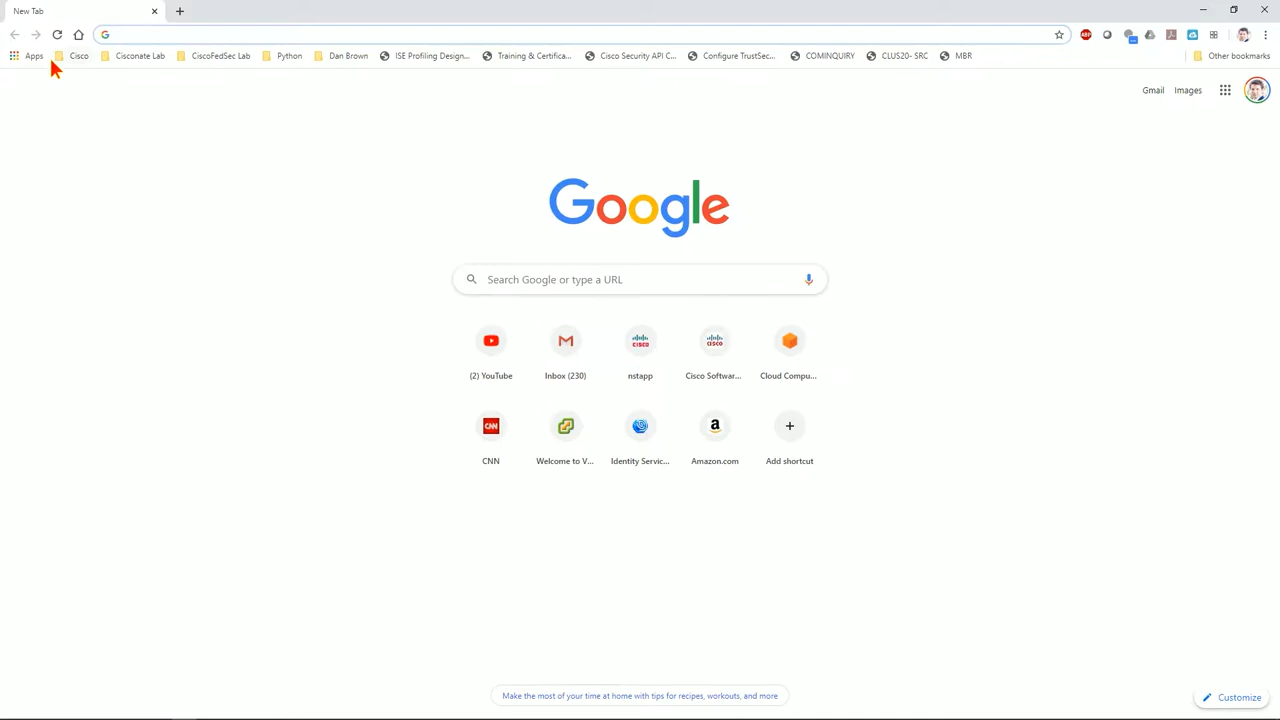 New Tab
Apps Cisco Cisconate Lab CiscoFedSec Lab Python Dan Brown ISE Profiling Design... Training & Certifica... Cisco Security API C... Configure TrustSec... COMINQUIRY CLUS20- SRC MBR Other bookmarks
Gmail Images
Google
Search Google or type a URL
(2) YouTube Inbox (230) nstapp Cisco Softwar... Cloud Compu...
CNN Welcome to V... Identity Servic... Amazon.com Add shortcut
Make the most of your time at home with tips for recipes, workouts, and more
Customize